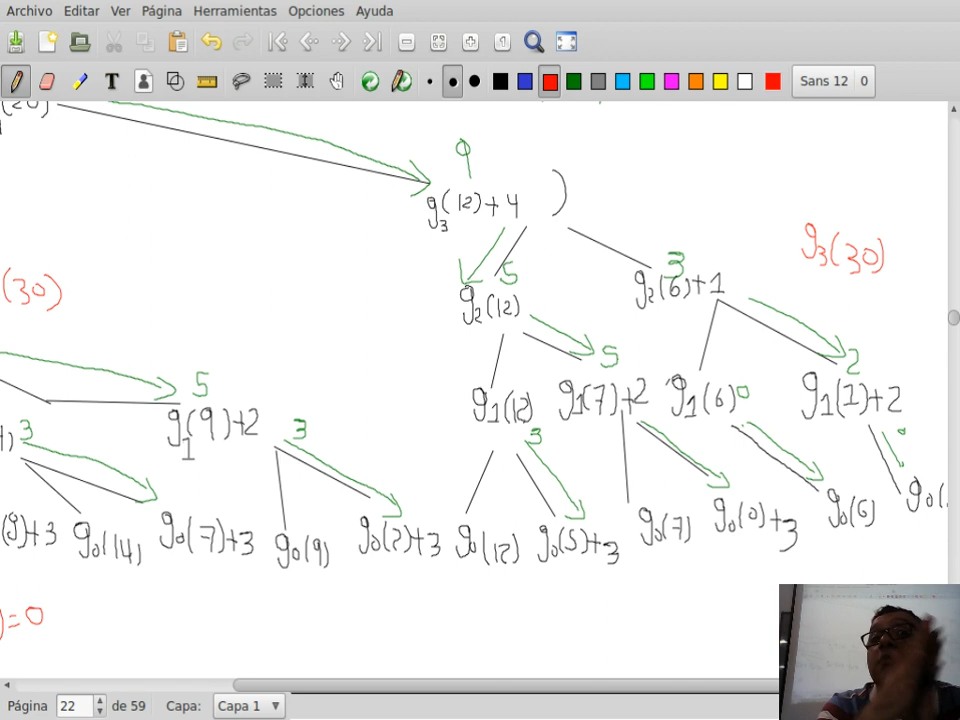 Archivo Editar Ver Página Herramientas Opciones Ayuda
Sans 12 0
(20)
9
g3(12)+4 )
g3(30)
(30)
5
3
g2(12)
g2(6)+1
5
5
2
g1(9)+2
g1(12)
g1(7)+2
g1(6) 0
g1(1)+2
3
3
3
g0(14)
g0(7)+3
g0(9)
g0(2)+3
g0(12)
g0(5)+3
g0(7)
g0(0)+3
g0(6)
)=0
Página 22 de 59 Capa: Capa 1